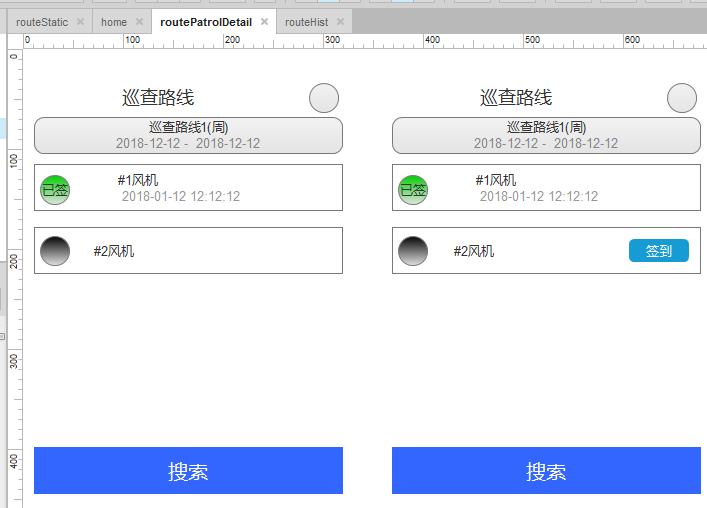 routeStatic home routePatrolDetail routeHist
0 100 200 300 400 500 600
0
100
200
300
400
巡查路线
巡查路线1(周)
2018-12-12 - 2018-12-12
已签
#1风机
2018-01-12 12:12:12
#2风机
搜索
巡查路线
巡查路线1(周)
2018-12-12 - 2018-12-12
已签
#1风机
2018-01-12 12:12:12
#2风机
签到
搜索